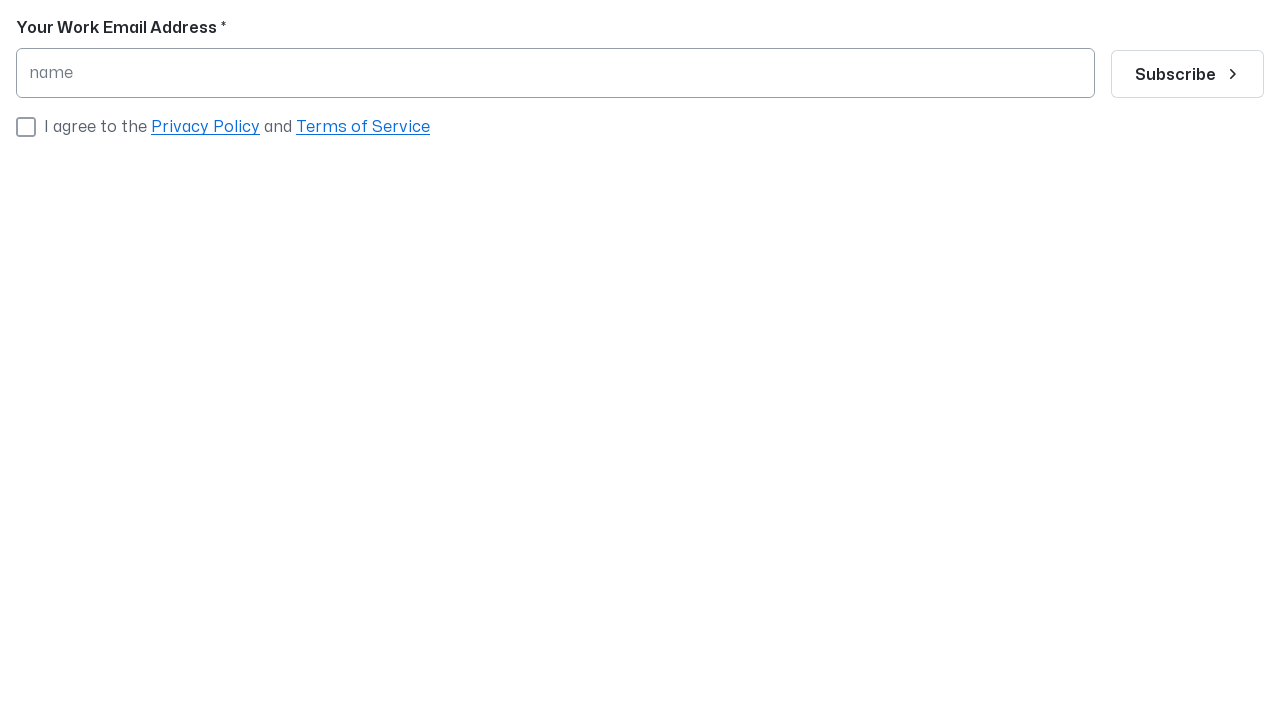 Your Work Email Address *
name
Subscribe
I agree to the Privacy Policy and Terms of Service